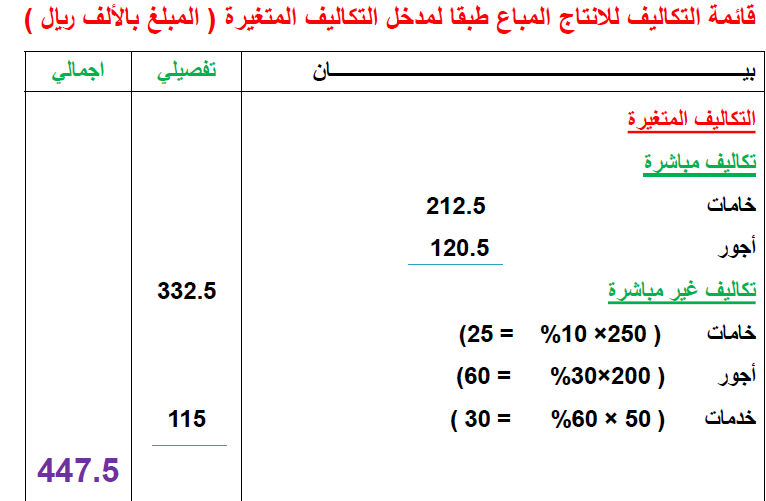 قائمة التكاليف للانتاج المباع طبقا لمدخل التكاليف المتغيرة ( المبلغ بالألف ريال )
بيـــــــــــــــــــــــــــــــــــان تفصيلي اجمالي
التكاليف المتغيرة
تكاليف مباشرة
خامات 212.5
أجور 120.5
تكاليف غير مباشرة 332.5
خامات ( 250× 10% = 25)
أجور ( 200×30% = 60)
خدمات ( 50 × 60% = 30 ) 115
447.5